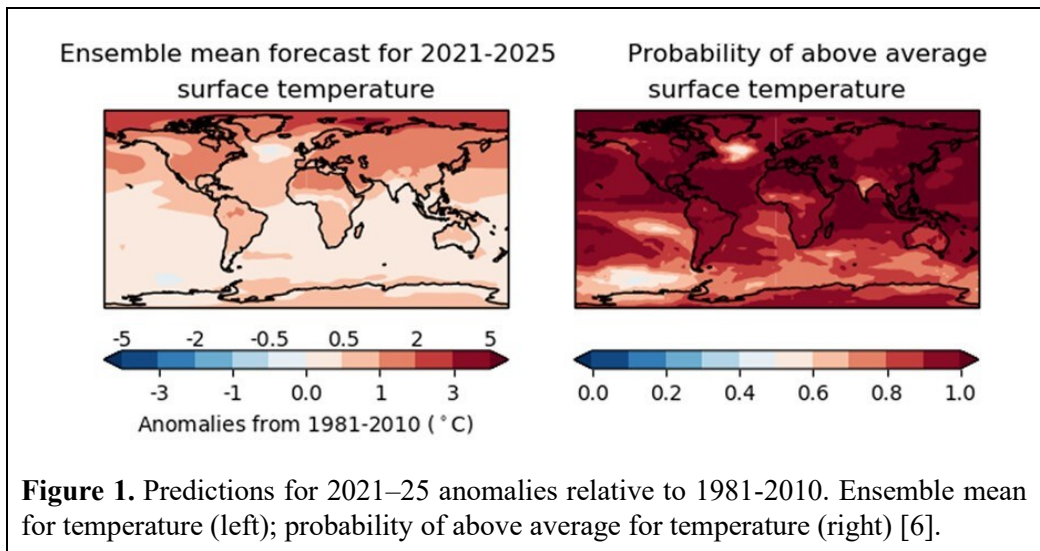 Ensemble mean forecast for 2021-2025
surface temperature
Probability of above average
surface temperature
-5 -2 -0.5 0.5 2 5
-3 -1 0.0 1 3
Anomalies from 1981-2010 (°C)
0.0 0.2 0.4 0.6 0.8 1.0
Figure 1. Predictions for 2021–25 anomalies relative to 1981-2010. Ensemble mean
for temperature (left); probability of above average for temperature (right) [6].